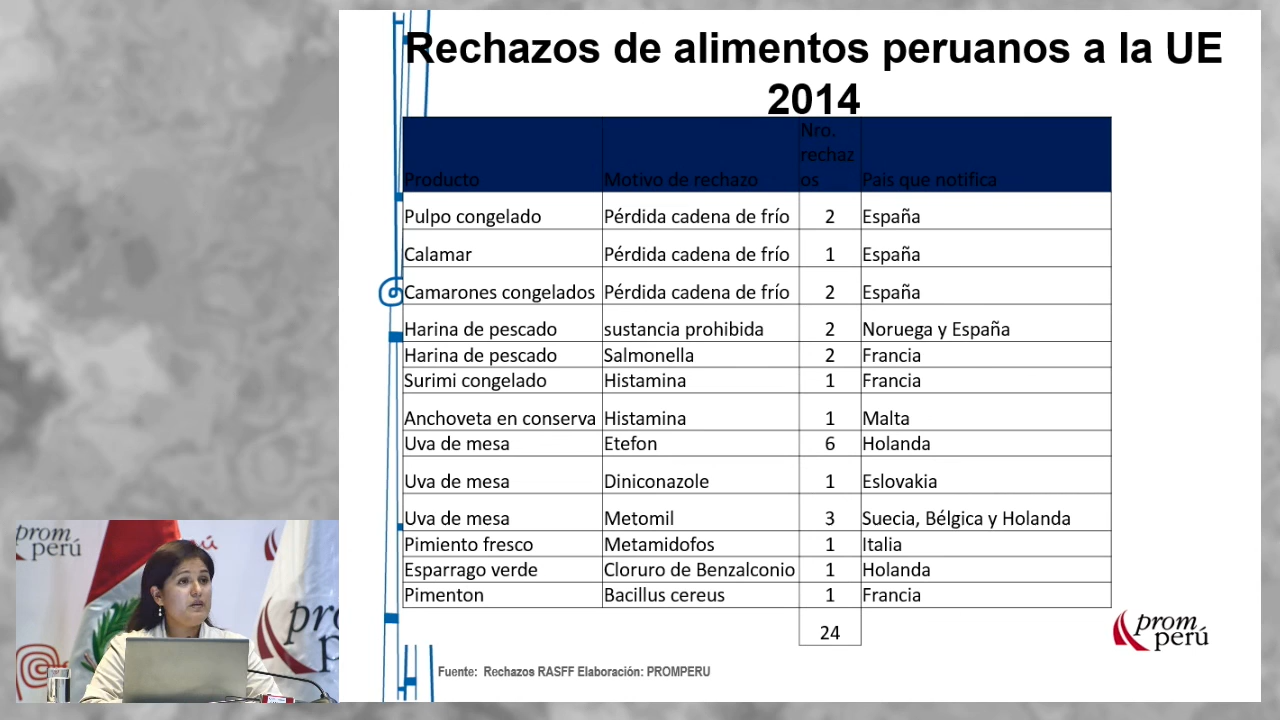 Rechazos de alimentos peruanos a la UE
2014
Producto Motivo de rechazo Nro. rechaz os Pais que notifica
Pulpo congelado Pérdida cadena de frío 2 España
Calamar Pérdida cadena de frío 1 España
Camarones congelados Pérdida cadena de frío 2 España
Harina de pescado sustancia prohibida 2 Noruega y España
Harina de pescado Salmonella 2 Francia
Surimi congelado Histamina 1 Francia
Anchoveta en conserva Histamina 1 Malta
Uva de mesa Etefon 6 Holanda
Uva de mesa Diniconazole 1 Eslovakia
Uva de mesa Metomil 3 Suecia, Bélgica y Holanda
Pimiento fresco Metamidofos 1 Italia
Esparrago verde Cloruro de Benzalconio 1 Holanda
Pimenton Bacillus cereus 1 Francia
24
Fuente: Rechazos RASFF Elaboración: PROMPERU
prom
perú
prom
perú